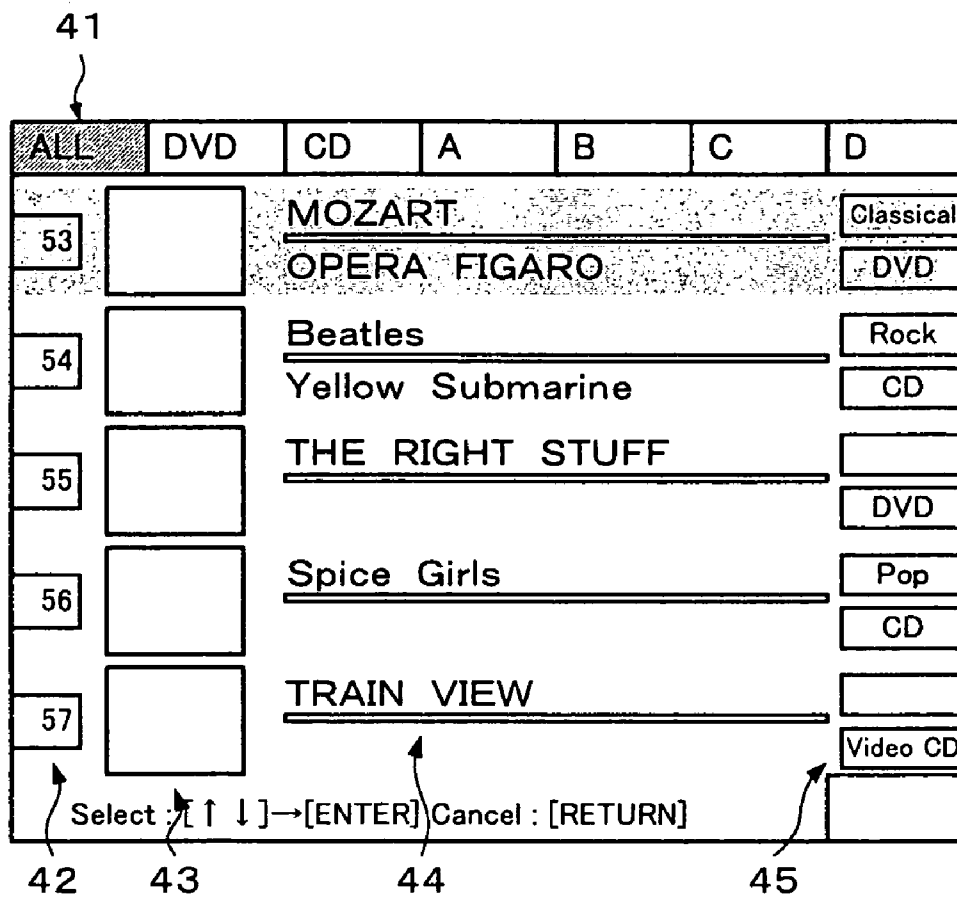 41
ALL DVD CD A B C D
53 MOZART Classical
OPERA FIGARO DVD
54 Beatles Rock
Yellow Submarine CD
55 THE RIGHT STUFF
DVD
56 Spice Girls Pop
CD
57 TRAIN VIEW
Video CD
Select : [↑ ↓]→[ENTER] Cancel : [RETURN]
42 43 44 45